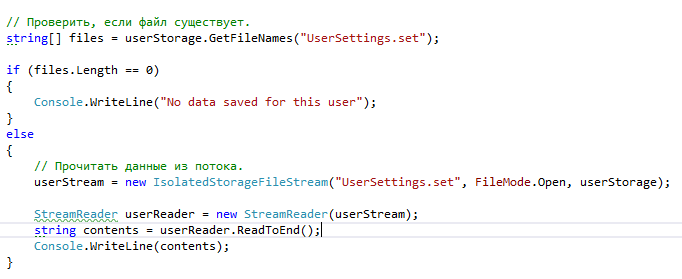 // Проверить, если файл существует.
string[] files = userStorage.GetFileNames("UserSettings.set");
if (files.Length == 0)
{
Console.WriteLine("No data saved for this user");
}
else
{
// Прочитать данные из потока.
userStream = new IsolatedStorageFileStream("UserSettings.set", FileMode.Open, userStorage);
StreamReader userReader = new StreamReader(userStream);
string contents = userReader.ReadToEnd();
Console.WriteLine(contents);
}